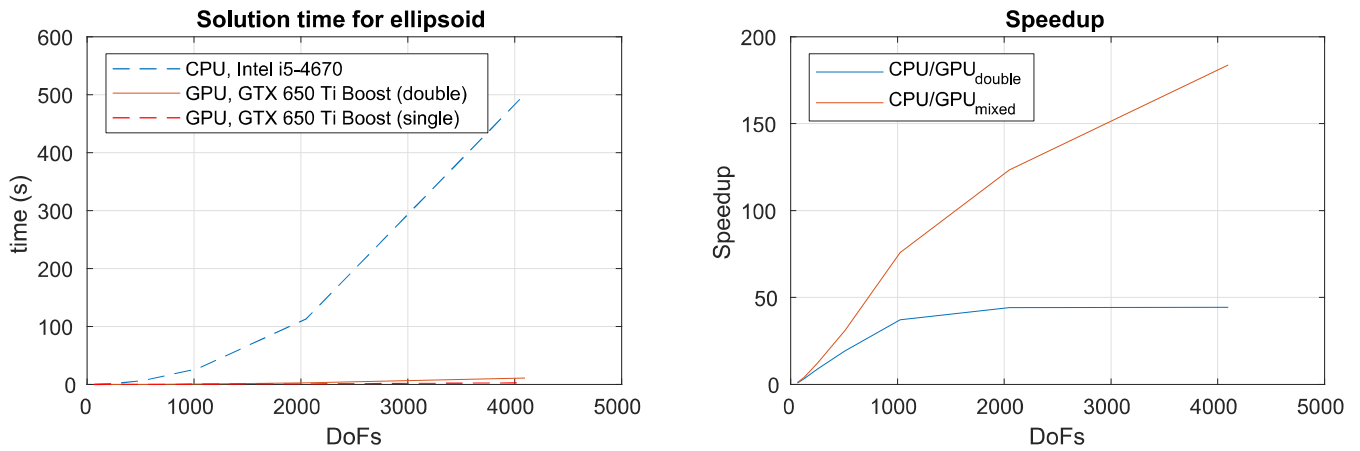 Solution time for ellipsoid
600
500
400
300
200
100
0
time (s)
CPU, Intel i5-4670
GPU, GTX 650 Ti Boost (double)
GPU, GTX 650 Ti Boost (single)
0 1000 2000 3000 4000 5000
DoFs
Speedup
200
150
100
50
0
Speedup
CPU/GPU_double
CPU/GPU_mixed
0 1000 2000 3000 4000 5000
DoFs